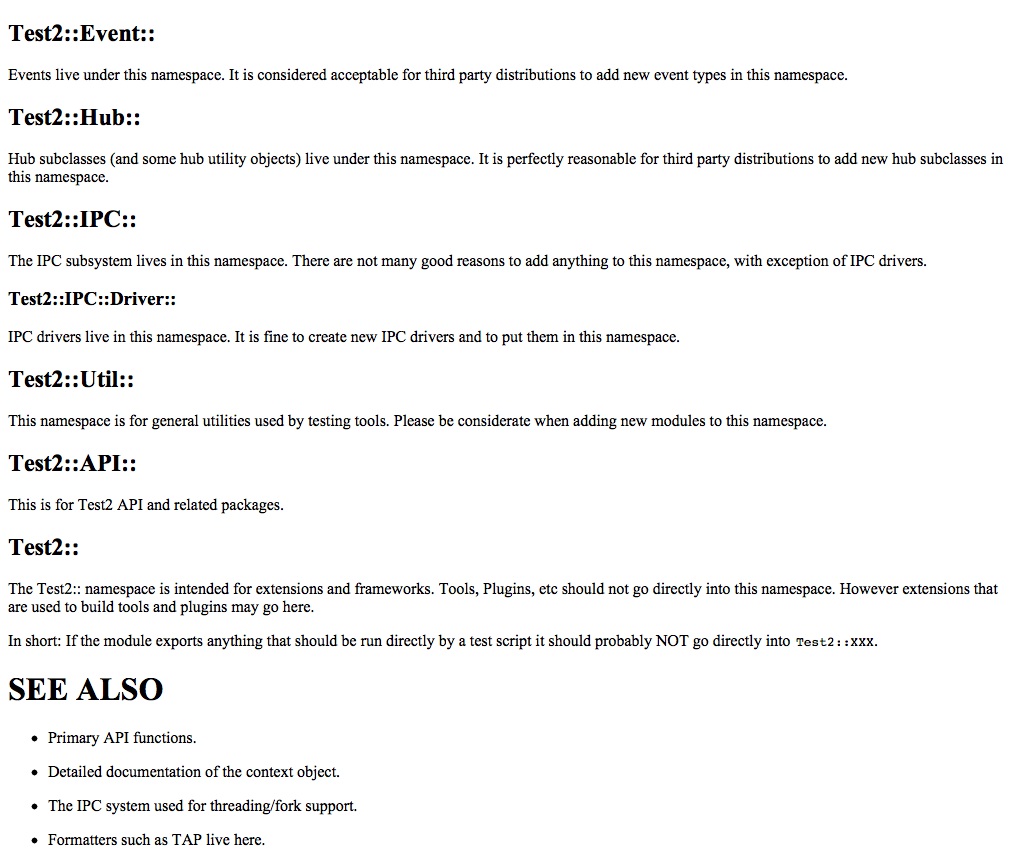 Test2::Event::
Events live under this namespace. It is considered acceptable for third party distributions to add new event types in this namespace.
Test2::Hub::
Hub subclasses (and some hub utility objects) live under this namespace. It is perfectly reasonable for third party distributions to add new hub subclasses in
this namespace.
Test2::IPC::
The IPC subsystem lives in this namespace. There are not many good reasons to add anything to this namespace, with exception of IPC drivers.
Test2::IPC::Driver::
IPC drivers live in this namespace. It is fine to create new IPC drivers and to put them in this namespace.
Test2::Util::
This namespace is for general utilities used by testing tools. Please be considerate when adding new modules to this namespace.
Test2::API::
This is for Test2 API and related packages.
Test2::
The Test2:: namespace is intended for extensions and frameworks. Tools, Plugins, etc should not go directly into this namespace. However extensions that
are used to build tools and plugins may go here.
In short: If the module exports anything that should be run directly by a test script it should probably NOT go directly into Test2::XXX.
SEE ALSO
• Primary API functions.
• Detailed documentation of the context object.
• The IPC system used for threading/fork support.
• Formatters such as TAP live here.